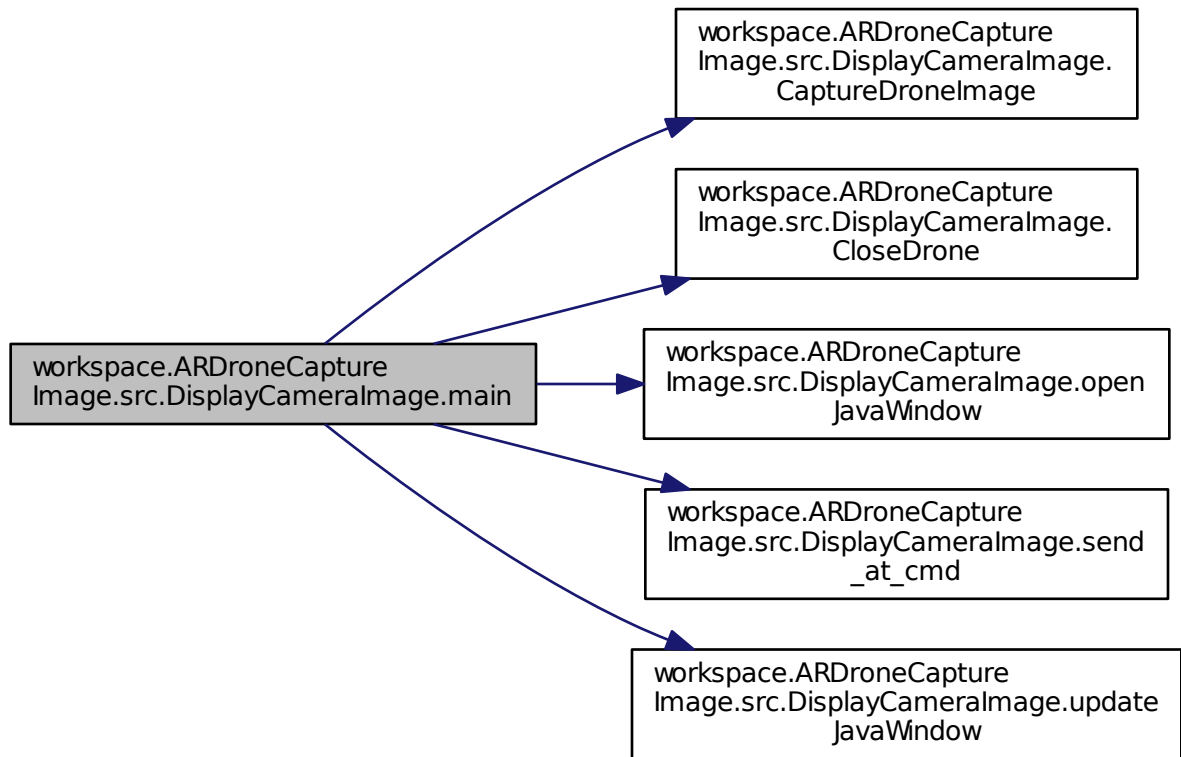 workspace.ARDroneCapture
Image.src.DisplayCameraImage.main
workspace.ARDroneCapture
Image.src.DisplayCameraImage.
CaptureDroneImage
workspace.ARDroneCapture
Image.src.DisplayCameraImage.
CloseDrone
workspace.ARDroneCapture
Image.src.DisplayCameraImage.open
JavaWindow
workspace.ARDroneCapture
Image.src.DisplayCameraImage.send
_at_cmd
workspace.ARDroneCapture
Image.src.DisplayCameraImage.update
JavaWindow